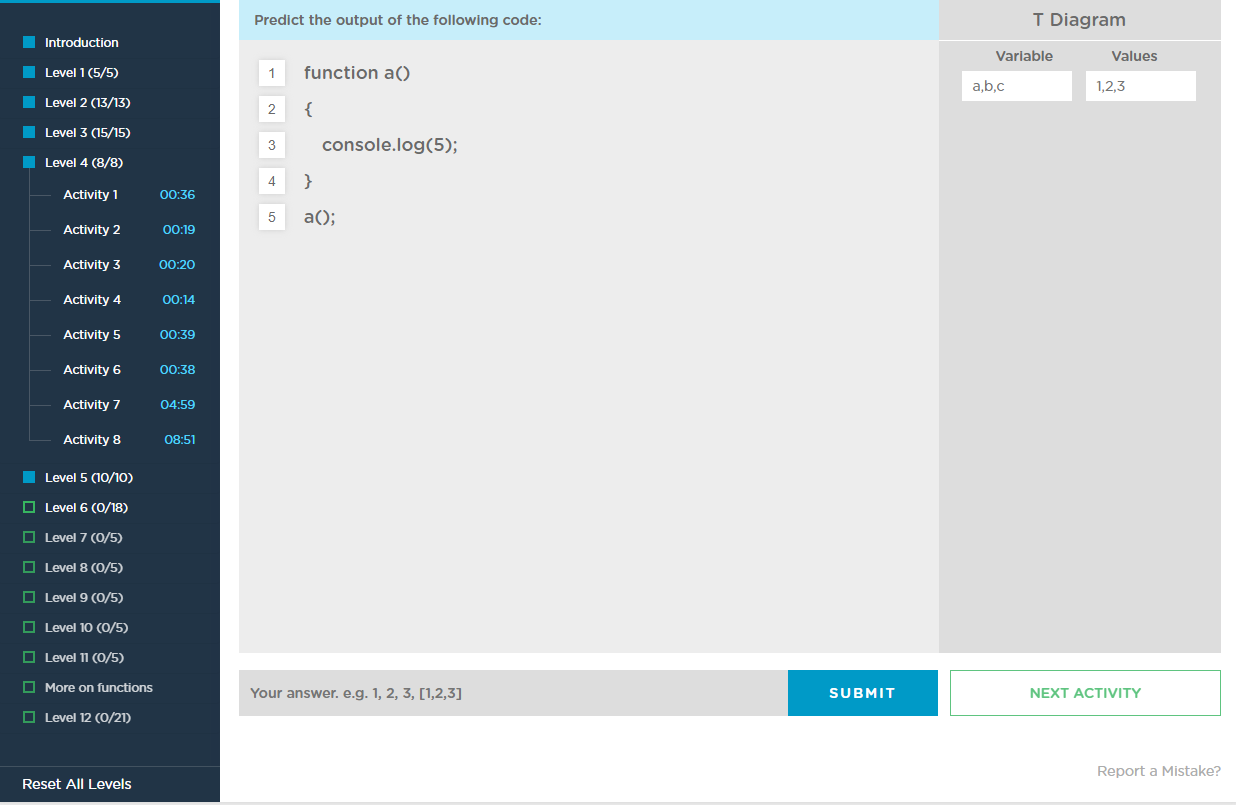 Introduction
Level 1 (5/5)
Level 2 (13/13)
Level 3 (15/15)
Level 4 (8/8)
Activity 1 00:36
Activity 2 00:19
Activity 3 00:20
Activity 4 00:14
Activity 5 00:39
Activity 6 00:38
Activity 7 04:59
Activity 8 08:51
Level 5 (10/10)
Level 6 (0/18)
Level 7 (0/5)
Level 8 (0/5)
Level 9 (0/5)
Level 10 (0/5)
Level 11 (0/5)
More on functions
Level 12 (0/21)
Reset All Levels
Predict the output of the following code:
1 function a()
2 {
3 console.log(5);
4 }
5 a();
T Diagram
Variable Values
a,b,c 1,2,3
Your answer. e.g. 1, 2, 3, [1,2,3]
SUBMIT
NEXT ACTIVITY
Report a Mistake?